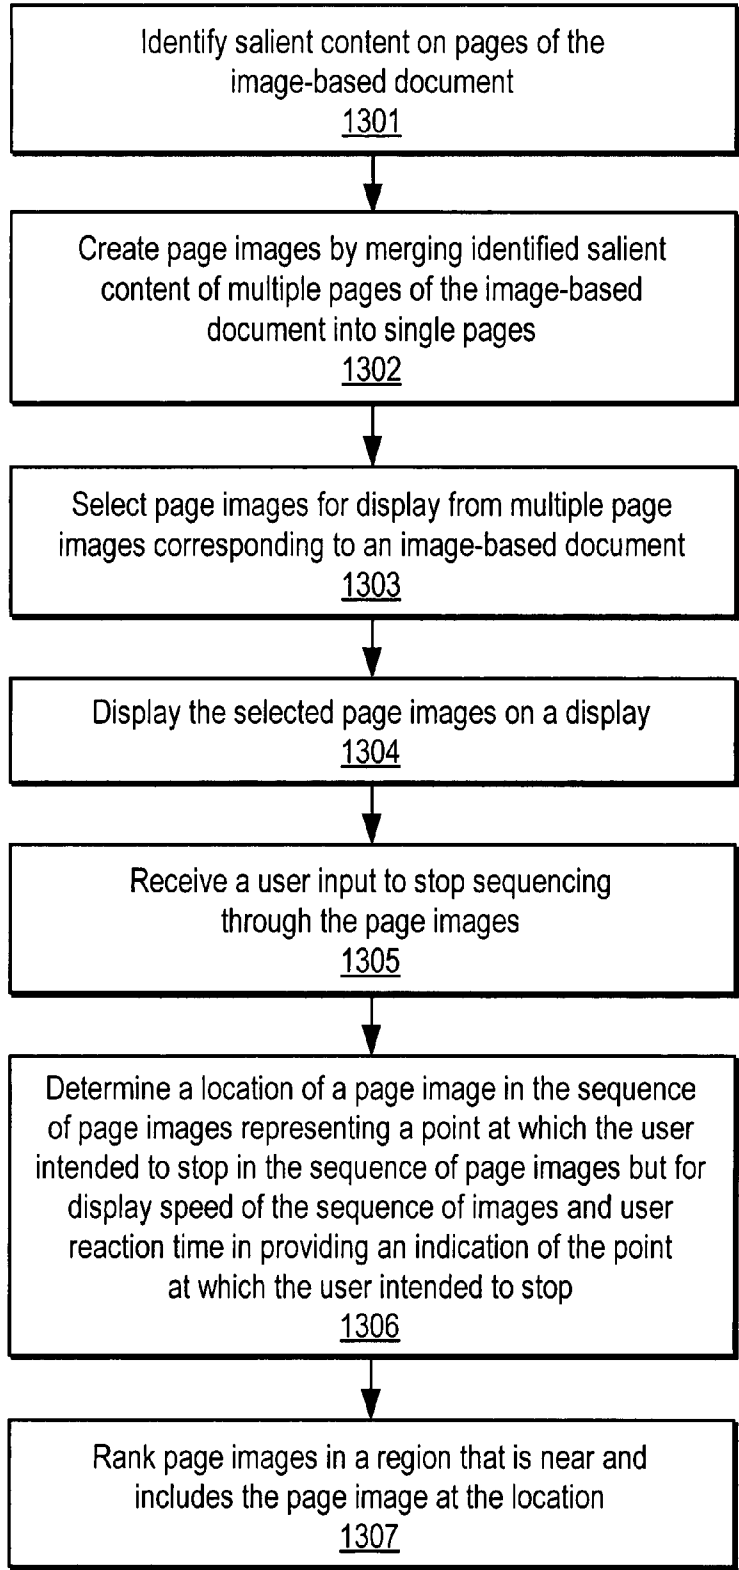 Identify salient content on pages of the
image-based document
1301
Create page images by merging identified salient
content of multiple pages of the image-based
document into single pages
1302
Select page images for display from multiple page
images corresponding to an image-based document
1303
Display the selected page images on a display
1304
Receive a user input to stop sequencing
through the page images
1305
Determine a location of a page image in the sequence
of page images representing a point at which the user
intended to stop in the sequence of page images but for
display speed of the sequence of images and user
reaction time in providing an indication of the point
at which the user intended to stop
1306
Rank page images in a region that is near and
includes the page image at the location
1307